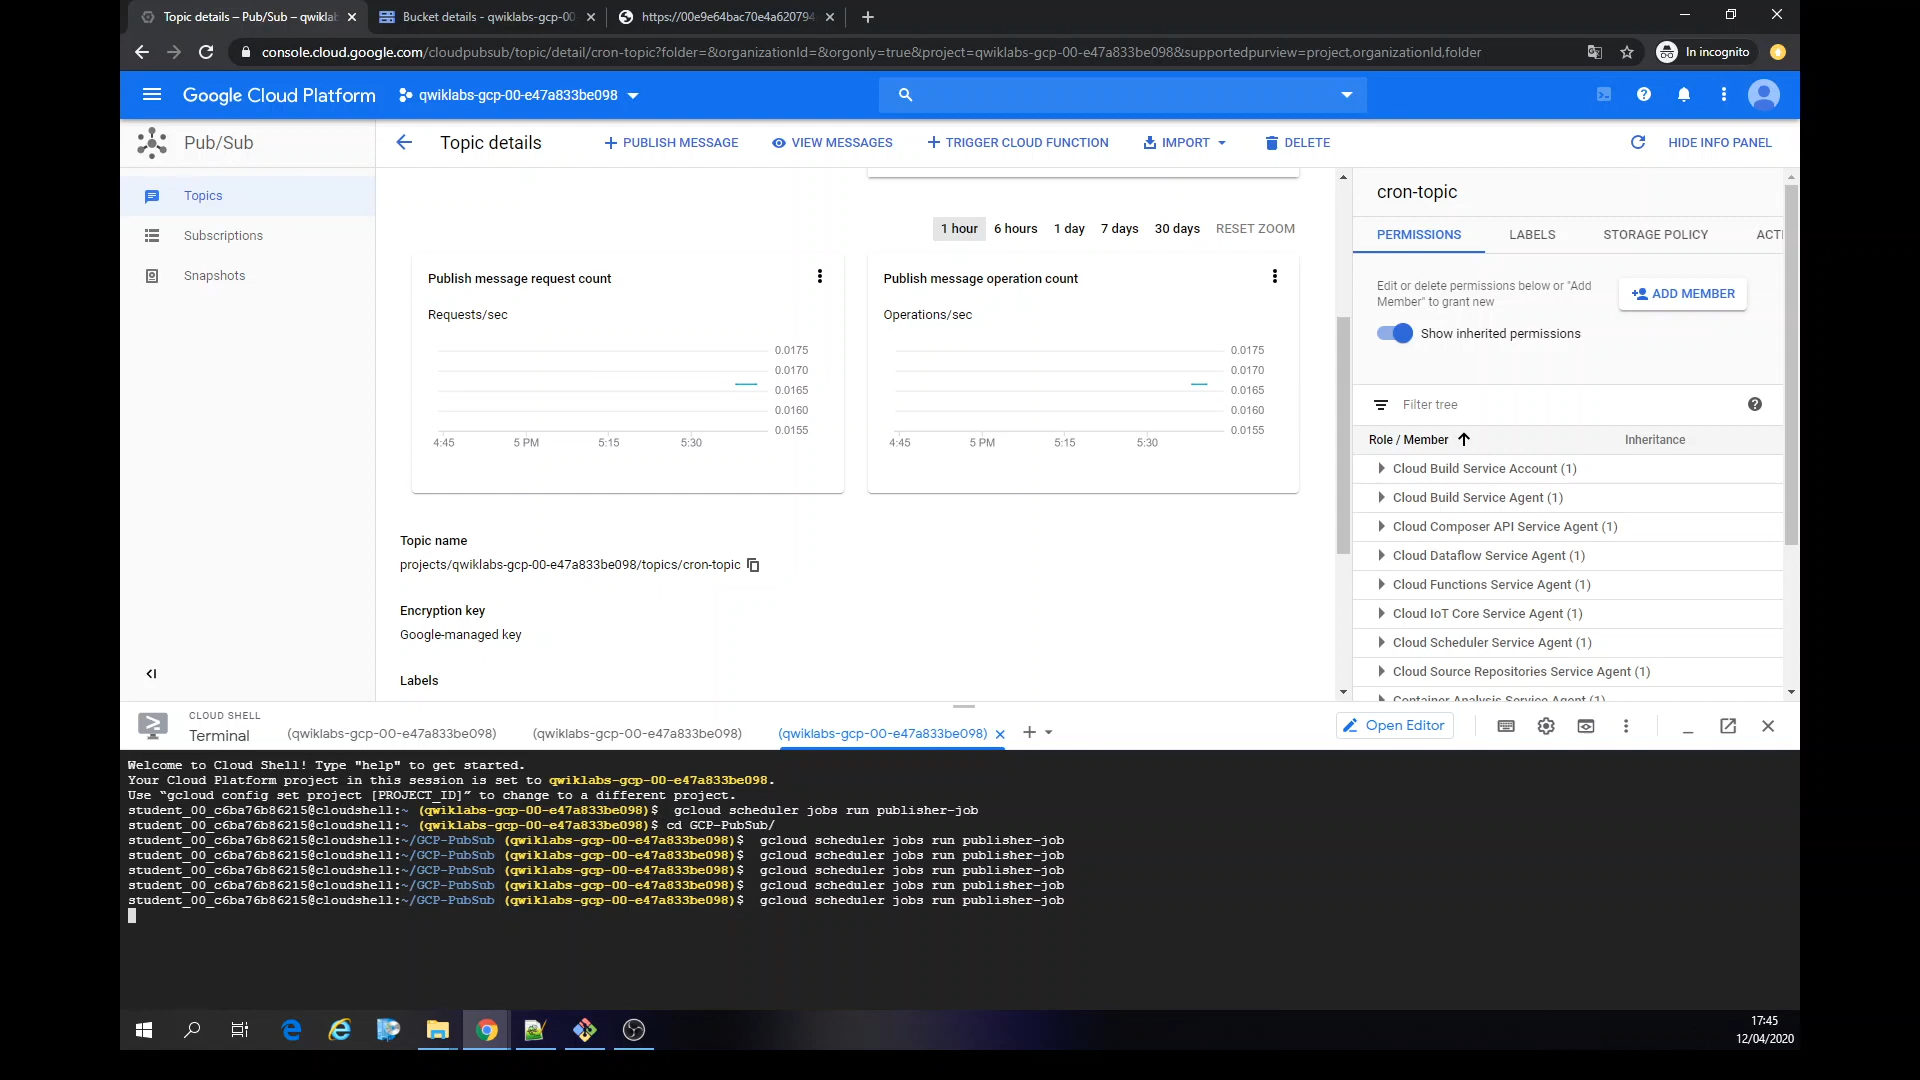 Topic details – Pub/Sub – qwikla
Bucket details - qwiklabs-gcp-00
https://00e9e64bac70e4a620794
console.cloud.google.com/cloudpubsub/topic/detail/cron-topic?folder=&organizationId=&orgonly=true&project=qwiklabs-gcp-00-e47a833be098&supportedpurview=project,organizationId,folder
In incognito
Google Cloud Platform
qwiklabs-gcp-00-e47a833be098
Pub/Sub
Topic details
PUBLISH MESSAGE
VIEW MESSAGES
TRIGGER CLOUD FUNCTION
IMPORT
DELETE
HIDE INFO PANEL
Topics
Subscriptions
Snapshots
1 hour 6 hours 1 day 7 days 30 days RESET ZOOM
Publish message request count
Requests/sec
0.0175
0.0170
0.0165
0.0160
0.0155
4:45 5 PM 5:15 5:30
Publish message operation count
Operations/sec
0.0175
0.0170
0.0165
0.0160
0.0155
4:45 5 PM 5:15 5:30
Topic name
projects/qwiklabs-gcp-00-e47a833be098/topics/cron-topic
Encryption key
Google-managed key
Labels
cron-topic
PERMISSIONS LABELS STORAGE POLICY ACTI
Edit or delete permissions below or "Add
Member" to grant new
ADD MEMBER
Show inherited permissions
Filter tree
Role / Member Inheritance
Cloud Build Service Account (1)
Cloud Build Service Agent (1)
Cloud Composer API Service Agent (1)
Cloud Dataflow Service Agent (1)
Cloud Functions Service Agent (1)
Cloud IoT Core Service Agent (1)
Cloud Scheduler Service Agent (1)
Cloud Source Repositories Service Agent (1)
Container Analysis Service Agent (1)
CLOUD SHELL
Terminal
(qwiklabs-gcp-00-e47a833be098)
(qwiklabs-gcp-00-e47a833be098)
(qwiklabs-gcp-00-e47a833be098)
Open Editor
Welcome to Cloud Shell! Type "help" to get started.
Your Cloud Platform project in this session is set to qwiklabs-gcp-00-e47a833be098.
Use “gcloud config set project [PROJECT_ID]” to change to a different project.
student_00_c6ba76b86215@cloudshell:~ (qwiklabs-gcp-00-e47a833be098)$  gcloud scheduler jobs run publisher-job
student_00_c6ba76b86215@cloudshell:~ (qwiklabs-gcp-00-e47a833be098)$ cd GCP-PubSub/
student_00_c6ba76b86215@cloudshell:~/GCP-PubSub (qwiklabs-gcp-00-e47a833be098)$  gcloud scheduler jobs run publisher-job
student_00_c6ba76b86215@cloudshell:~/GCP-PubSub (qwiklabs-gcp-00-e47a833be098)$  gcloud scheduler jobs run publisher-job
student_00_c6ba76b86215@cloudshell:~/GCP-PubSub (qwiklabs-gcp-00-e47a833be098)$  gcloud scheduler jobs run publisher-job
student_00_c6ba76b86215@cloudshell:~/GCP-PubSub (qwiklabs-gcp-00-e47a833be098)$  gcloud scheduler jobs run publisher-job
student_00_c6ba76b86215@cloudshell:~/GCP-PubSub (qwiklabs-gcp-00-e47a833be098)$  gcloud scheduler jobs run publisher-job
17:45
12/04/2020